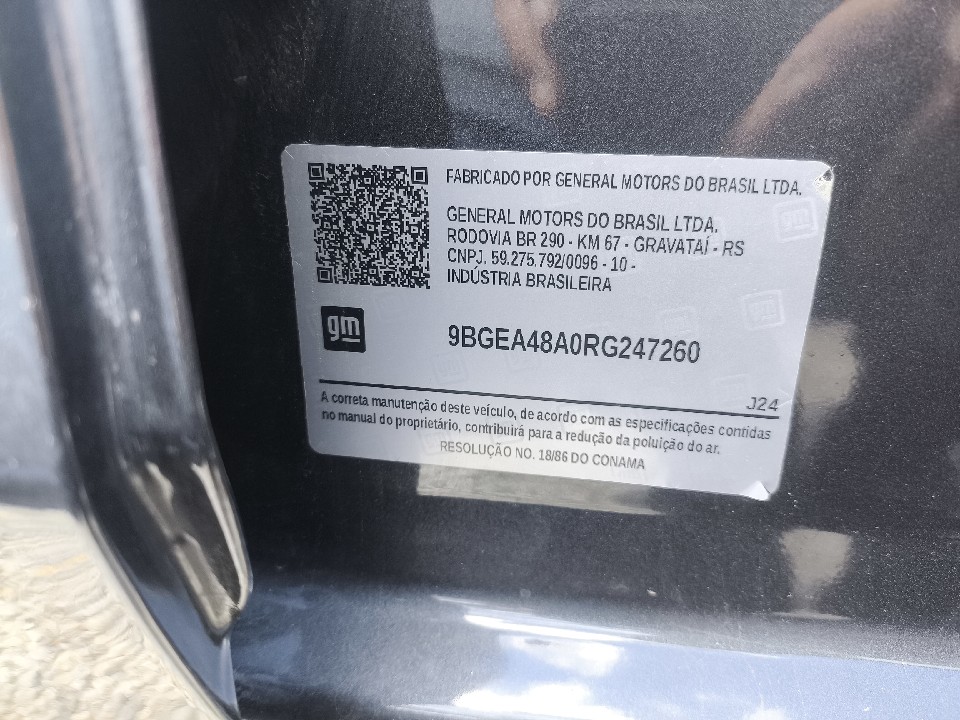 FABRICADO POR GENERAL MOTORS DO BRASIL LTDA.
GENERAL MOTORS DO BRASIL LTDA.
RODOVIA BR 290 - KM 67 - GRAVATAÍ - RS
CNPJ. 59.275.792/0096 - 10 -
INDÚSTRIA BRASILEIRA
gm
9BGEA48A0RG247260
J24
A correta manutenção deste veículo, de acordo com as especificações contidas
no manual do proprietário, contribuirá para a redução da poluição do ar.
RESOLUÇÃO NO. 18/86 DO CONAMA